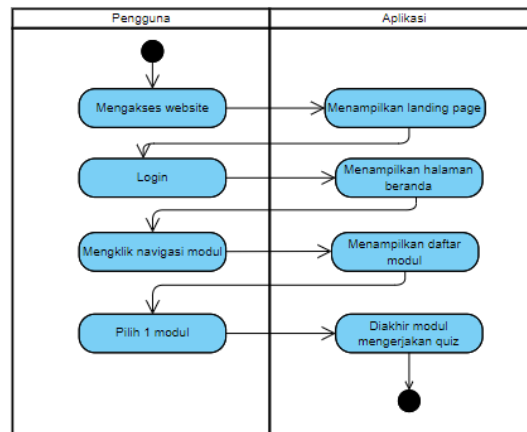 Pengguna
Aplikasi
Mengakses website
Menampilkan landing page
Login
Menampilkan halaman
beranda
Mengklik navigasi modul
Menampilkan daftar
modul
Pilih 1 modul
Diakhir modul
mengerjakan quiz